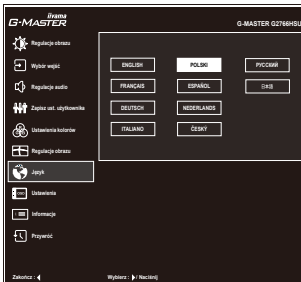 iiyama
G-MASTER
G-MASTER G2766HSU
Regulacje obrazu
Wybór wejść
Regulacje audio
Zapisz ust. użytkownika
Ustawienia kolorów
Regulacje obrazu
Język
OSD
Ustawienia
Informacje
Przywróć
ENGLISH
POLSKI
РУССКИЙ
FRANÇAIS
ESPAÑOL
日本語
DEUTSCH
NEDERLANDS
ITALIANO
ČESKÝ
Zakończ :
Wybierz : / Naciśnij